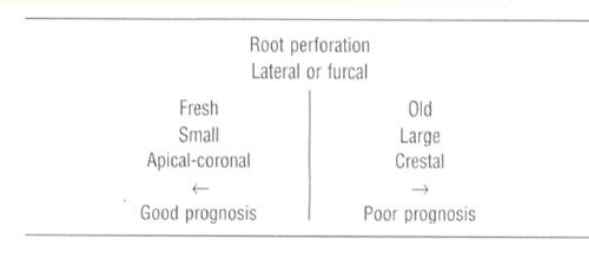 Root perforation
Lateral or furcal
Fresh Old
Small Large
Apical-coronal Crestal
← →
Good prognosis Poor prognosis